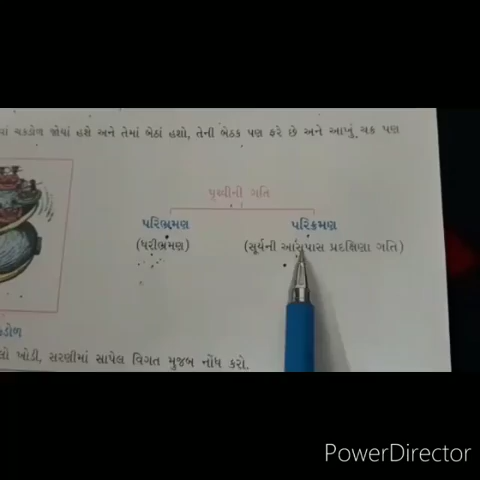 ચકડોળ જોયાં હશે અને તેમાં બેઠાં હશો, તેની બેઠક પણ ફરે છે અને આખું ચક્ર પણ
પૃથ્વીની ગતિ
પરિભ્રમણ
પરિક્રમણ
(ધરીભ્રમણ)
(સૂર્યની આસપાસ પ્રદક્ષિણા ગતિ)
ખોડી, સરણીમાં આપેલ વિગત મુજબ નોંધ કરો.
PowerDirector